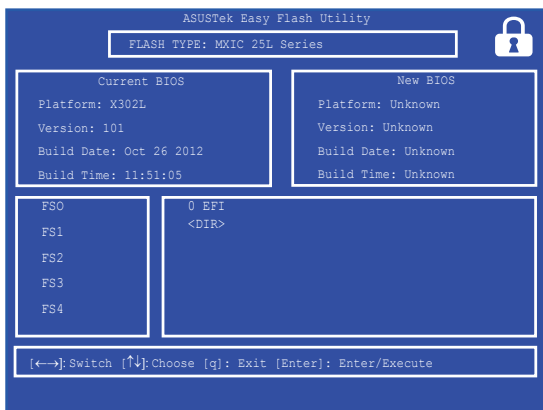 ASUSTek Easy Flash Utility
FLASH TYPE: MXIC 25L Series
Current BIOS
Platform: X302L
Version: 101
Build Date: Oct 26 2012
Build Time: 11:51:05
New BIOS
Platform: Unknown
Version: Unknown
Build Date: Unknown
Build Time: Unknown
FSO
FS1
FS2
FS3
FS4
0 EFI
<DIR>
[←→]: Switch [↑↓]: Choose [q]: Exit [Enter]: Enter/Execute